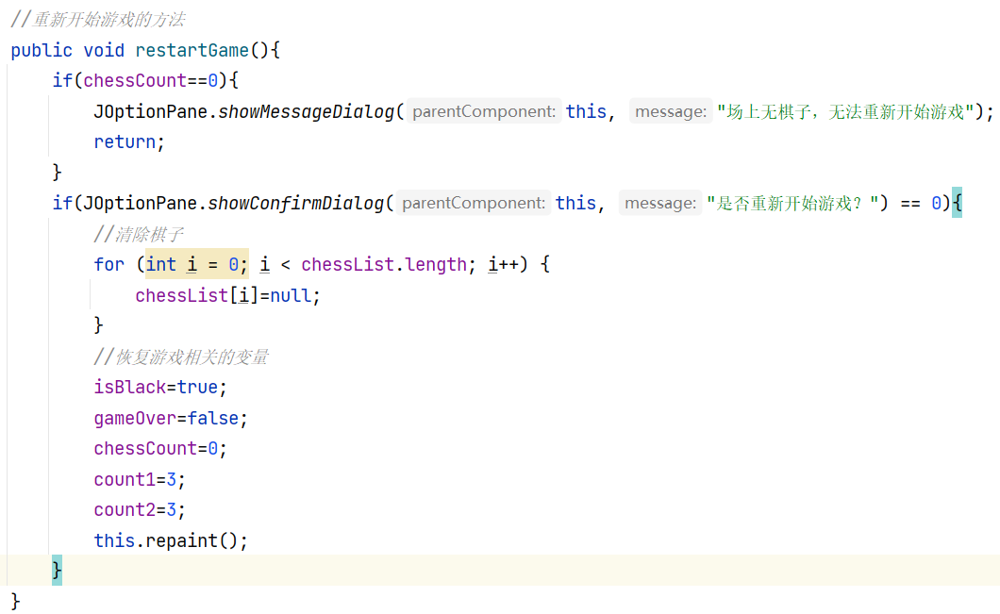 //重新开始游戏的方法
public void restartGame(){
    if(chessCount==0){
        JOptionPane.showMessageDialog( parentComponent: this,  message: "场上无棋子，无法重新开始游戏");
        return;
    }
    if(JOptionPane.showConfirmDialog( parentComponent: this,  message: "是否重新开始游戏？") == 0){
        //清除棋子
        for (int i = 0; i < chessList.length; i++) {
            chessList[i]=null;
        }
        //恢复游戏相关的变量
        isBlack=true;
        gameOver=false;
        chessCount=0;
        count1=3;
        count2=3;
        this.repaint();
    }
}